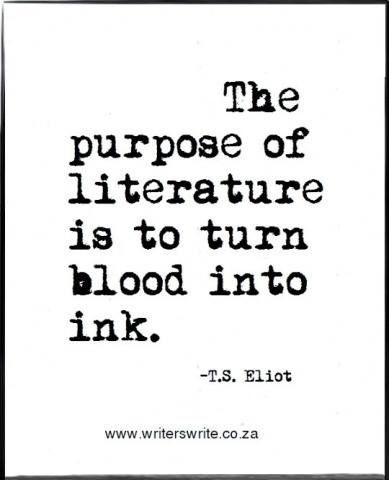 The
purpose of
literature
is to turn
blood into
ink.
-T.S. Eliot
www.writerswrite.co.za